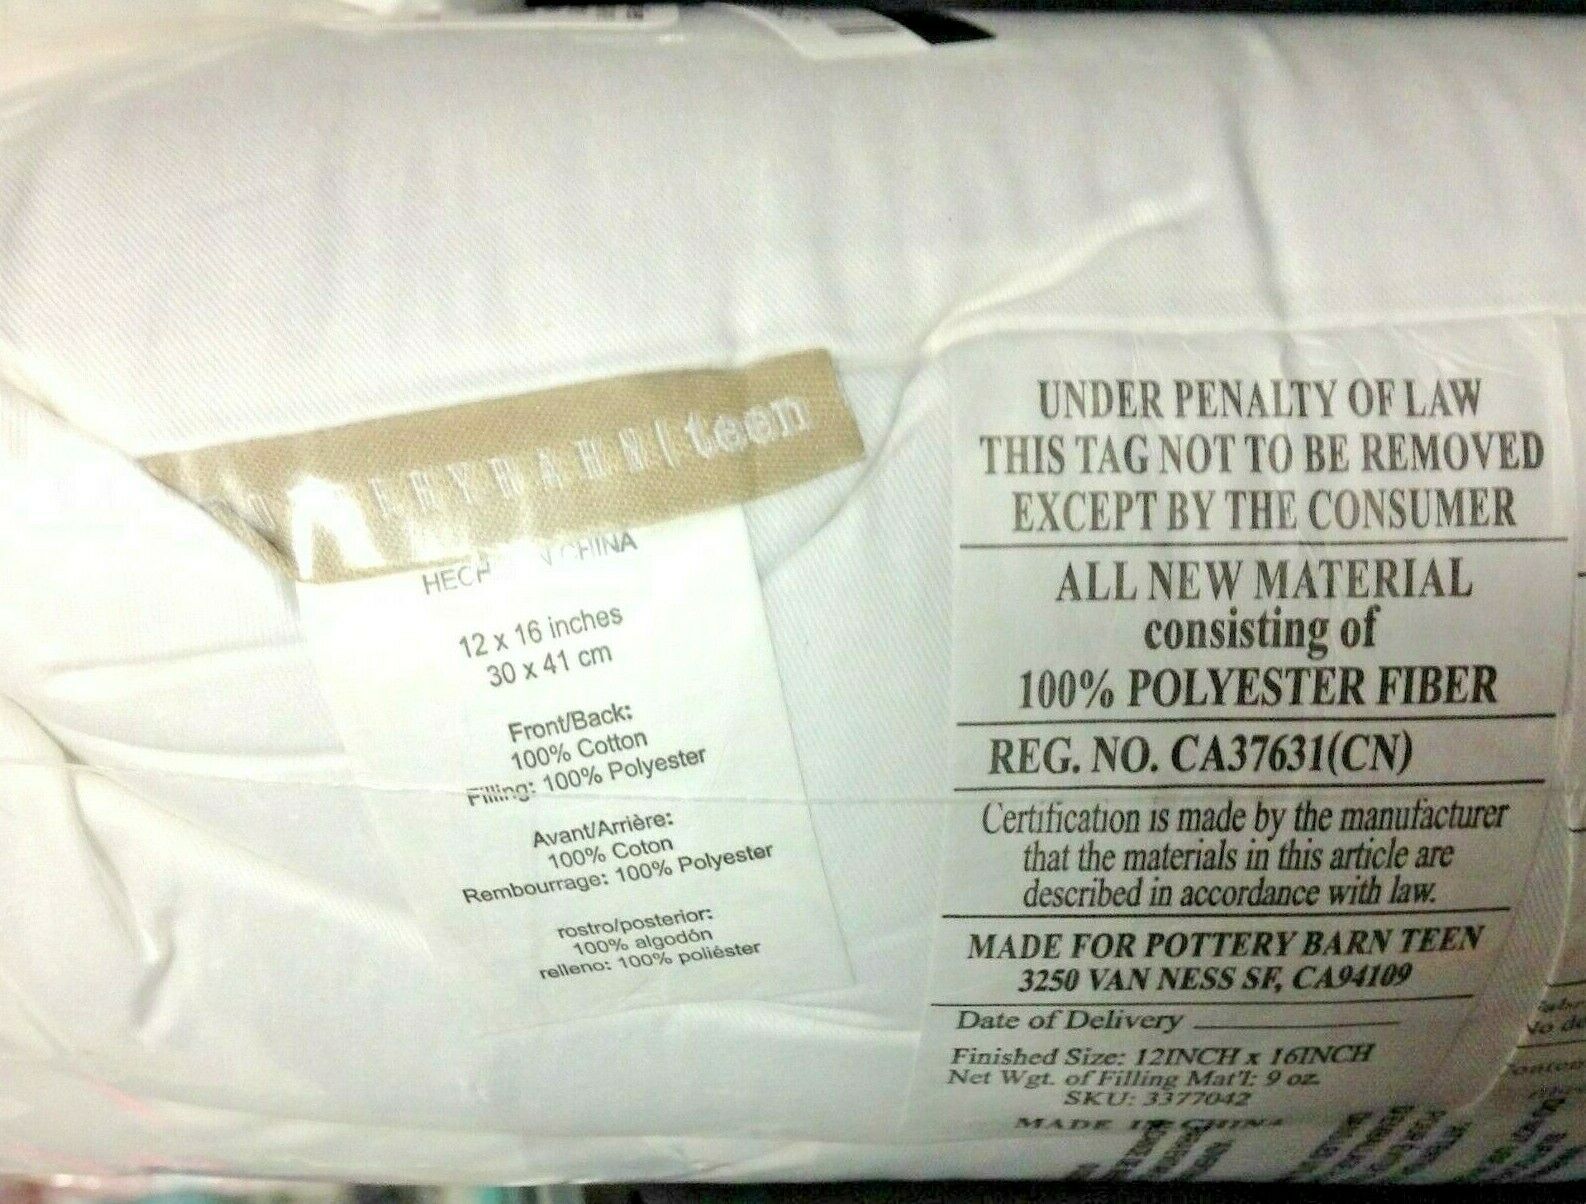 teen
CHINA
12 x 16 inches
30 x 41 cm
Front/Back:
100% Cotton
Filling: 100% Polyester
Avant/Arrière:
100% Coton
Rembourrage: 100% Polyester
rostro/posterior:
100% algodón
relleno: 100% poliéster
UNDER PENALTY OF LAW
THIS TAG NOT TO BE REMOVED
EXCEPT BY THE CONSUMER
ALL NEW MATERIAL
consisting of
100% POLYESTER FIBER
REG. NO. CA37631(CN)
Certification is made by the manufacturer
that the materials in this article are
described in accordance with law.
MADE FOR POTTERY BARN TEEN
3250 VAN NESS SF, CA94109
Date of Delivery
Finished Size: 12INCH x 16INCH
Net Wgt. of Filling Mat'l: 9 oz.
SKU: 3377042
MADE IN CHINA